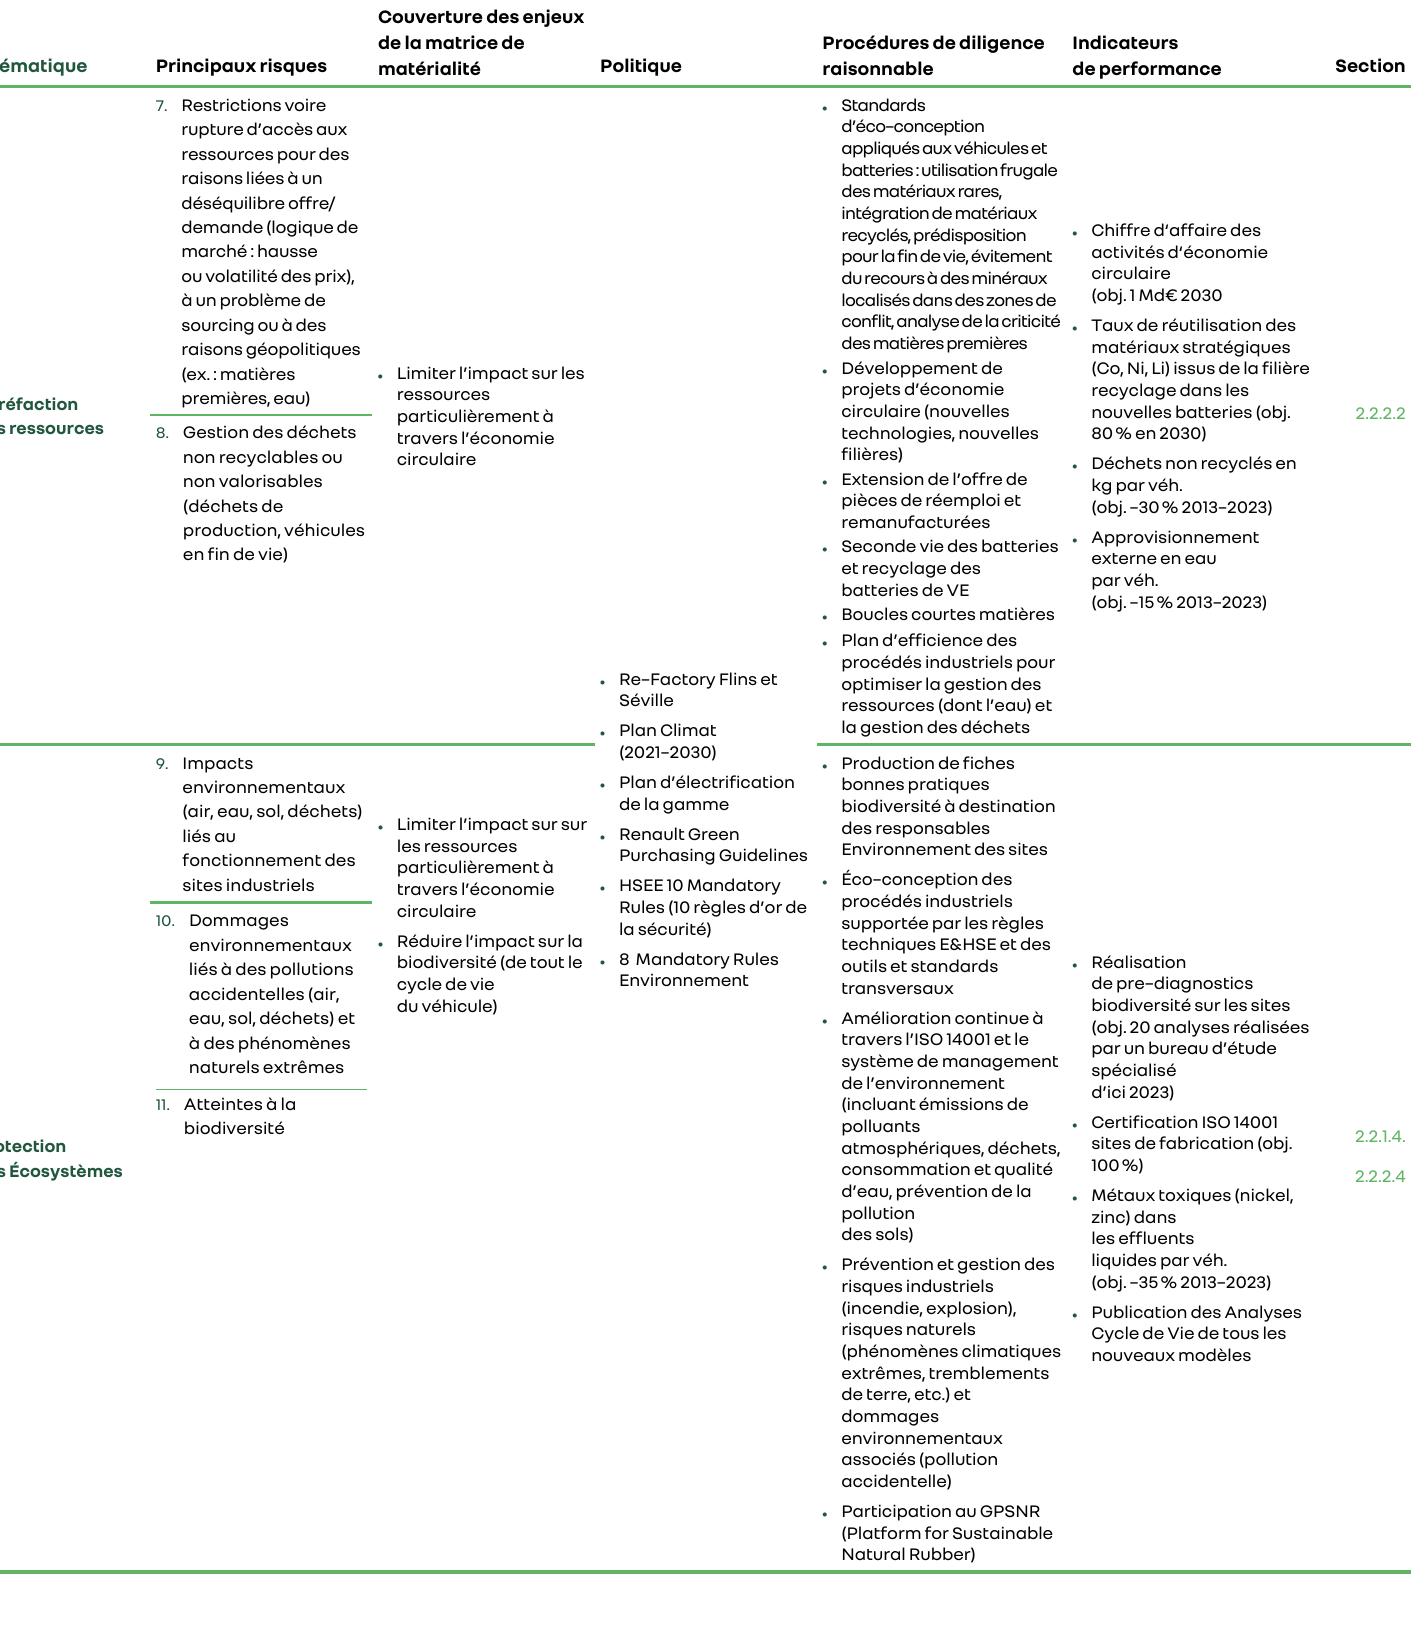 ématique
Principaux risques
Couverture des enjeux
de la matrice de
matérialité
Politique
Procédures de diligence
raisonnable
Indicateurs
de performance
Section
réfaction
s ressources
7. Restrictions voire
rupture d’accès aux
ressources pour des
raisons liées à un
déséquilibre offre/
demande (logique de
marché : hausse
ou volatilité des prix),
à un problème de
sourcing ou à des
raisons géopolitiques
(ex. : matières
premières, eau)
8. Gestion des déchets
non recyclables ou
non valorisables
(déchets de
production, véhicules
en fin de vie)
• Limiter l’impact sur les
ressources
particulièrement à
travers l’économie
circulaire
• Re-Factory Flins et
Séville
• Plan Climat
(2021-2030)
• Plan d’électrification
de la gamme
• Renault Green
Purchasing Guidelines
• HSEE 10 Mandatory
Rules (10 règles d’or de
la sécurité)
• 8 Mandatory Rules
Environnement
• Standards
d’éco-conception
appliqués aux véhicules et
batteries : utilisation frugale
des matériaux rares,
intégration de matériaux
recyclés, prédisposition
pour la fin de vie, évitement
du recours à des minéraux
localisés dans des zones de
conflit, analyse de la criticité
des matières premières
• Développement de
projets d’économie
circulaire (nouvelles
technologies, nouvelles
filières)
• Extension de l’offre de
pièces de réemploi et
remanufacturées
• Seconde vie des batteries
et recyclage des
batteries de VE
• Boucles courtes matières
• Plan d’efficience des
procédés industriels pour
optimiser la gestion des
ressources (dont l’eau) et
la gestion des déchets
• Chiffre d’affaire des
activités d’économie
circulaire
(obj. 1 Md€ 2030
• Taux de réutilisation des
matériaux stratégiques
(Co, Ni, Li) issus de la filière
recyclage dans les
nouvelles batteries (obj.
80 % en 2030)
• Déchets non recyclés en
kg par véh.
(obj. -30 % 2013-2023)
• Approvisionnement
externe en eau
par véh.
(obj. -15 % 2013-2023)
2.2.2.2
otection
s Écosystèmes
9. Impacts
environnementaux
(air, eau, sol, déchets)
liés au
fonctionnement des
sites industriels
10. Dommages
environnementaux
liés à des pollutions
accidentelles (air,
eau, sol, déchets) et
à des phénomènes
naturels extrêmes
11. Atteintes à la
biodiversité
• Limiter l’impact sur sur
les ressources
particulièrement à
travers l’économie
circulaire
• Réduire l’impact sur la
biodiversité (de tout le
cycle de vie
du véhicule)
• Production de fiches
bonnes pratiques
biodiversité à destination
des responsables
Environnement des sites
• Éco-conception des
procédés industriels
supportée par les règles
techniques E&HSE et des
outils et standards
transversaux
• Amélioration continue à
travers l’ISO 14001 et le
système de management
de l’environnement
(incluant émissions de
polluants
atmosphériques, déchets,
consommation et qualité
d’eau, prévention de la
pollution
des sols)
• Prévention et gestion des
risques industriels
(incendie, explosion),
risques naturels
(phénomènes climatiques
extrêmes, tremblements
de terre, etc.) et
dommages
environnementaux
associés (pollution
accidentelle)
• Participation au GPSNR
(Platform for Sustainable
Natural Rubber)
• Réalisation
de pre-diagnostics
biodiversité sur les sites
(obj. 20 analyses réalisées
par un bureau d’étude
spécialisé
d’ici 2023)
• Certification ISO 14001
sites de fabrication (obj.
100 %)
• Métaux toxiques (nickel,
zinc) dans
les effluents
liquides par véh.
(obj. -35 % 2013-2023)
• Publication des Analyses
Cycle de Vie de tous les
nouveaux modèles
2.2.1.4.
2.2.2.4